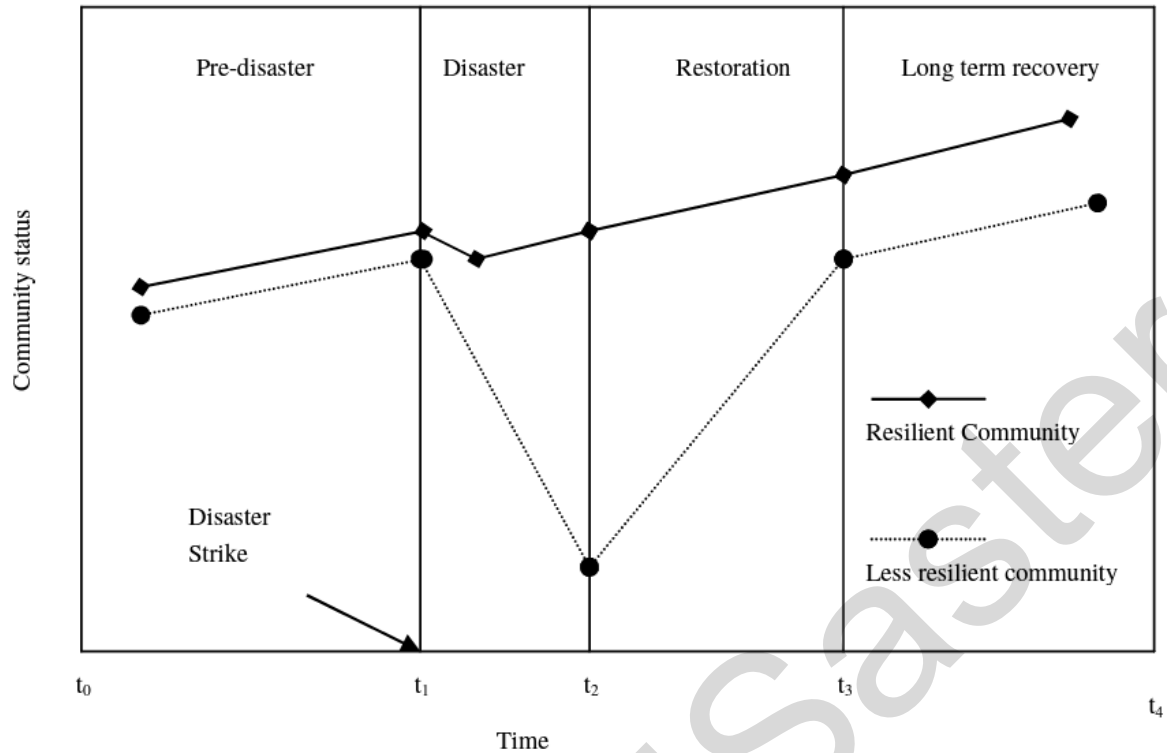 Pre-disaster
Disaster
Restoration
Long term recovery
Community status
Resilient Community
Disaster
Strike
Less resilient community
t₀
t₁
t₂
t₃
t₄
Time